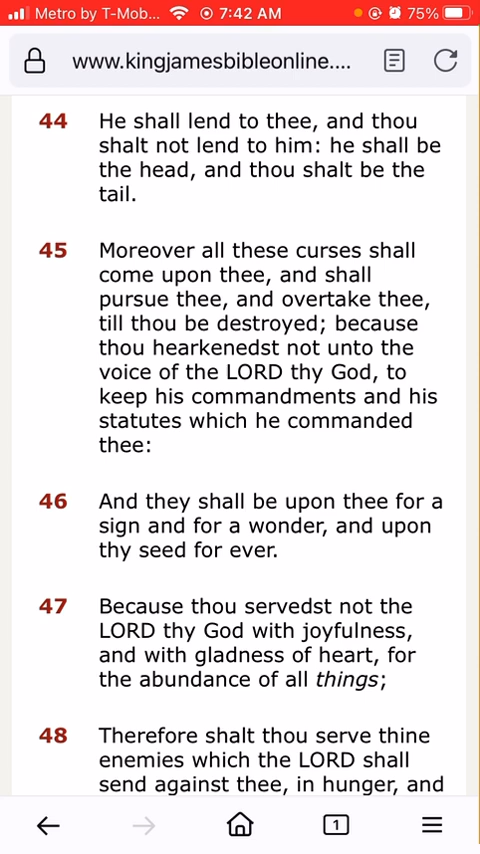 Metro by T-Mob... 7:42 AM 75%
www.kingjamesbibleonline....
44 He shall lend to thee, and thou
shalt not lend to him: he shall be
the head, and thou shalt be the
tail.
45 Moreover all these curses shall
come upon thee, and shall
pursue thee, and overtake thee,
till thou be destroyed; because
thou hearkenedst not unto the
voice of the LORD thy God, to
keep his commandments and his
statutes which he commanded
thee:
46 And they shall be upon thee for a
sign and for a wonder, and upon
thy seed for ever.
47 Because thou servedst not the
LORD thy God with joyfulness,
and with gladness of heart, for
the abundance of all things;
48 Therefore shalt thou serve thine
enemies which the LORD shall
send against thee, in hunger, and
1